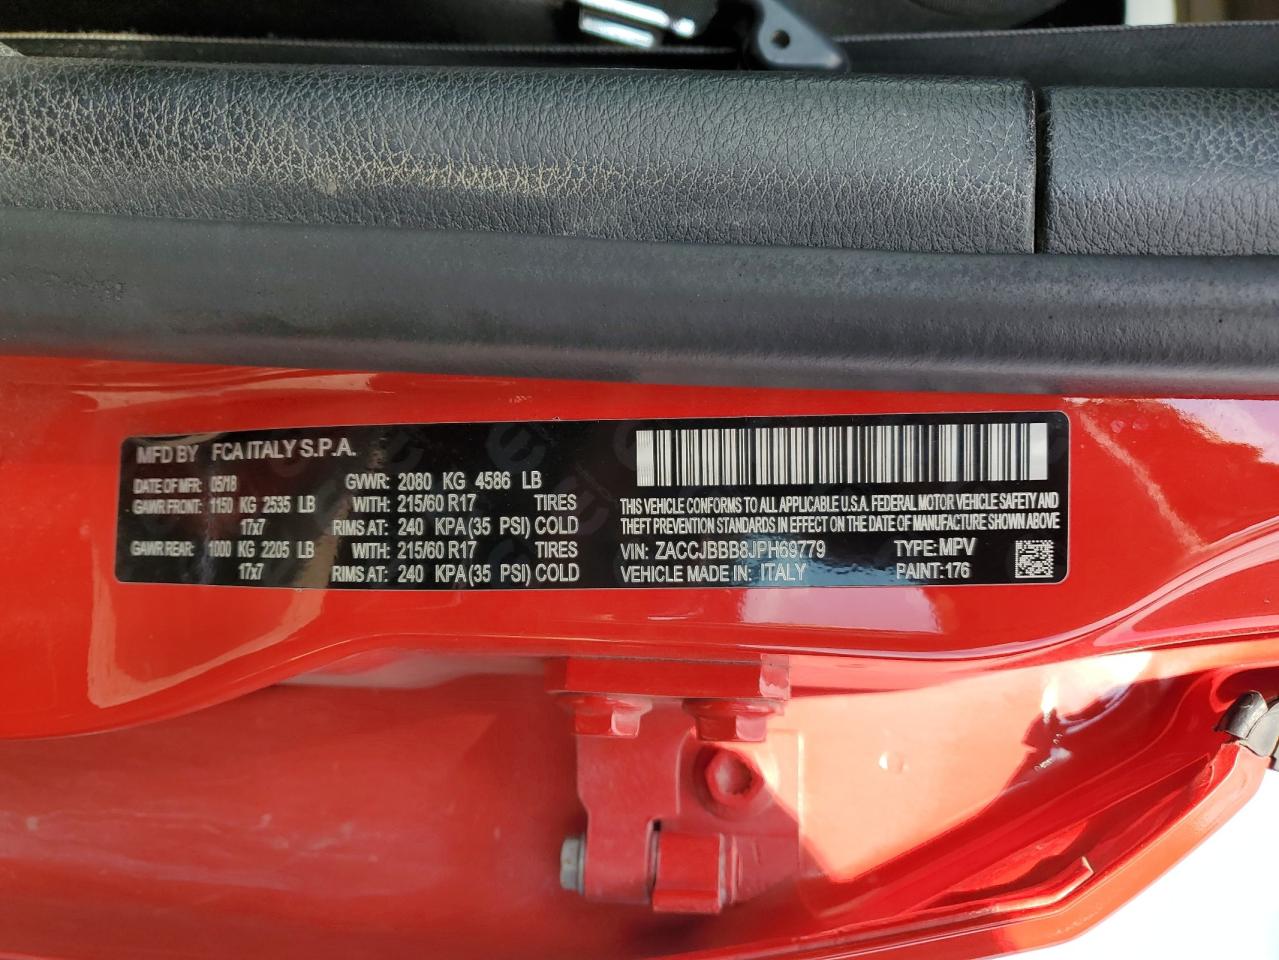 MFD BY FCA ITALY S.P.A.
DATE OF MFR: 05/18 GVWR: 2080 KG 4586 LB
GAWR FRONT: 1150 KG 2535 LB WITH: 215/60 R17 TIRES
17x7 RIMS AT: 240 KPA(35 PSI) COLD
GAWR REAR: 1000 KG 2205 LB WITH: 215/60 R17 TIRES
17x7 RIMS AT: 240 KPA(35 PSI) COLD
THIS VEHICLE CONFORMS TO ALL APPLICABLE U.S.A. FEDERAL MOTOR VEHICLE SAFETY AND
THEFT PREVENTION STANDARDS IN EFFECT ON THE DATE OF MANUFACTURE SHOWN ABOVE
VIN: ZACCJBBB8JPH69779 TYPE: MPV
VEHICLE MADE IN: ITALY PAINT: 176